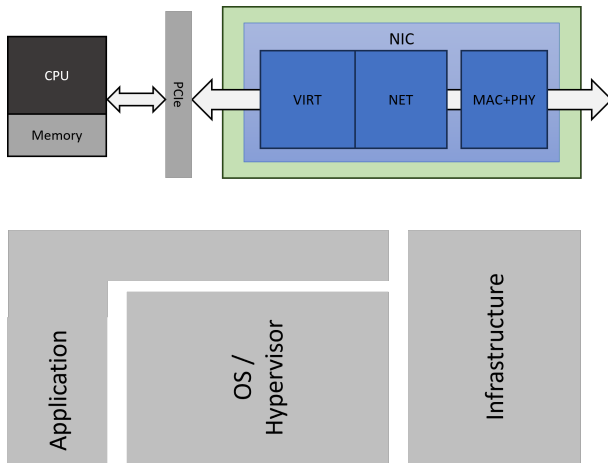 NIC
CPU
Memory
PCIe
VIRT
NET
MAC+PHY
Application
OS /
Hypervisor
Infrastructure